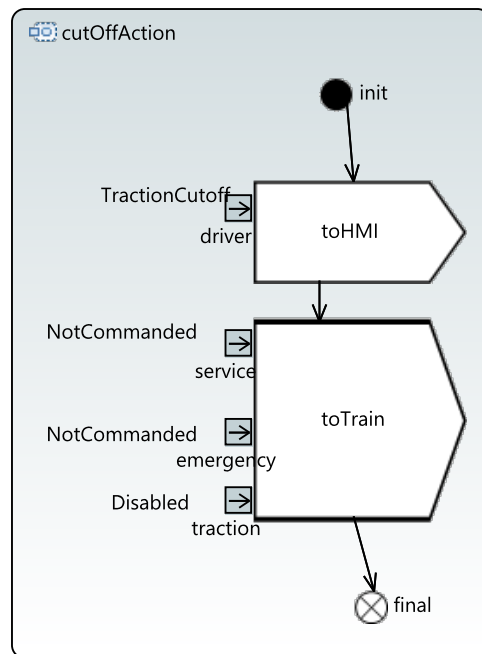 cutOffAction
init
TractionCutoff
toHMI
driver
NotCommanded
service
toTrain
NotCommanded
emergency
Disabled
traction
final